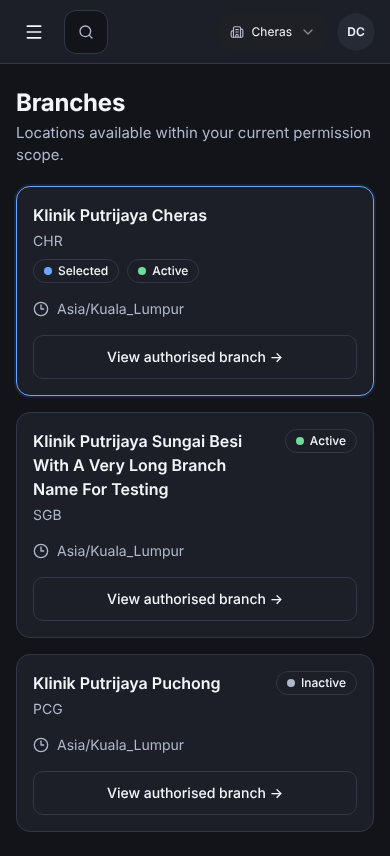 Cheras
DC
Branches
Locations available within your current permission
scope.
Klinik Putrijaya Cheras
CHR
Selected
Active
Asia/Kuala_Lumpur
View authorised branch →
Klinik Putrijaya Sungai Besi
With A Very Long Branch
Name For Testing
Active
SGB
Asia/Kuala_Lumpur
View authorised branch →
Klinik Putrijaya Puchong
Inactive
PCG
Asia/Kuala_Lumpur
View authorised branch →